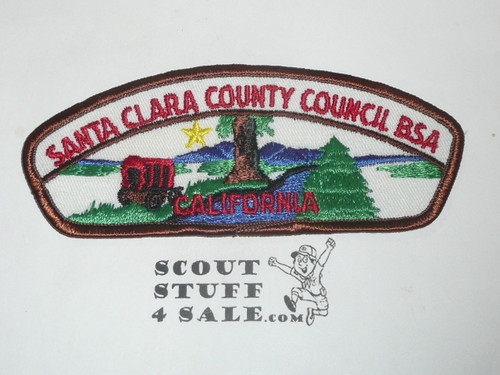 SANTA CLARA COUNTY COUNCIL BSA
CALIFORNIA
SCOUT
STUFF
4 SALE.COM